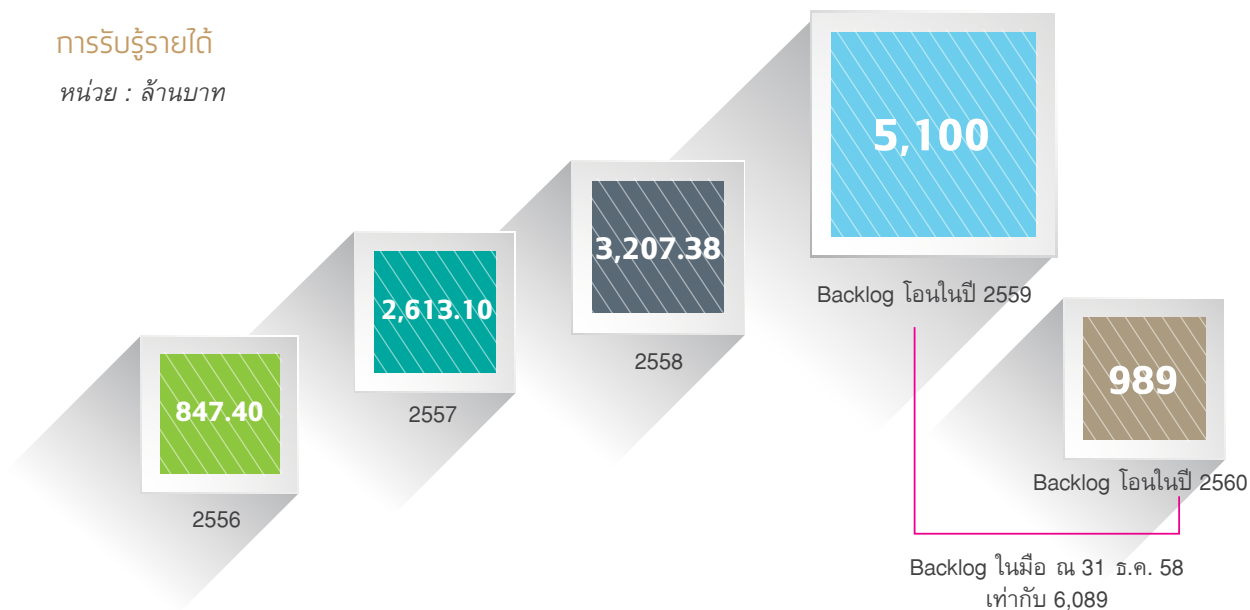 การรับรู้รายได้
หน่วย : ล้านบาท
847.40
2556
2,613.10
2557
3,207.38
2558
5,100
Backlog โอนในปี 2559
989
Backlog โอนในปี 2560
Backlog ในมือ ณ 31 ธ.ค. 58
เท่ากับ 6,089